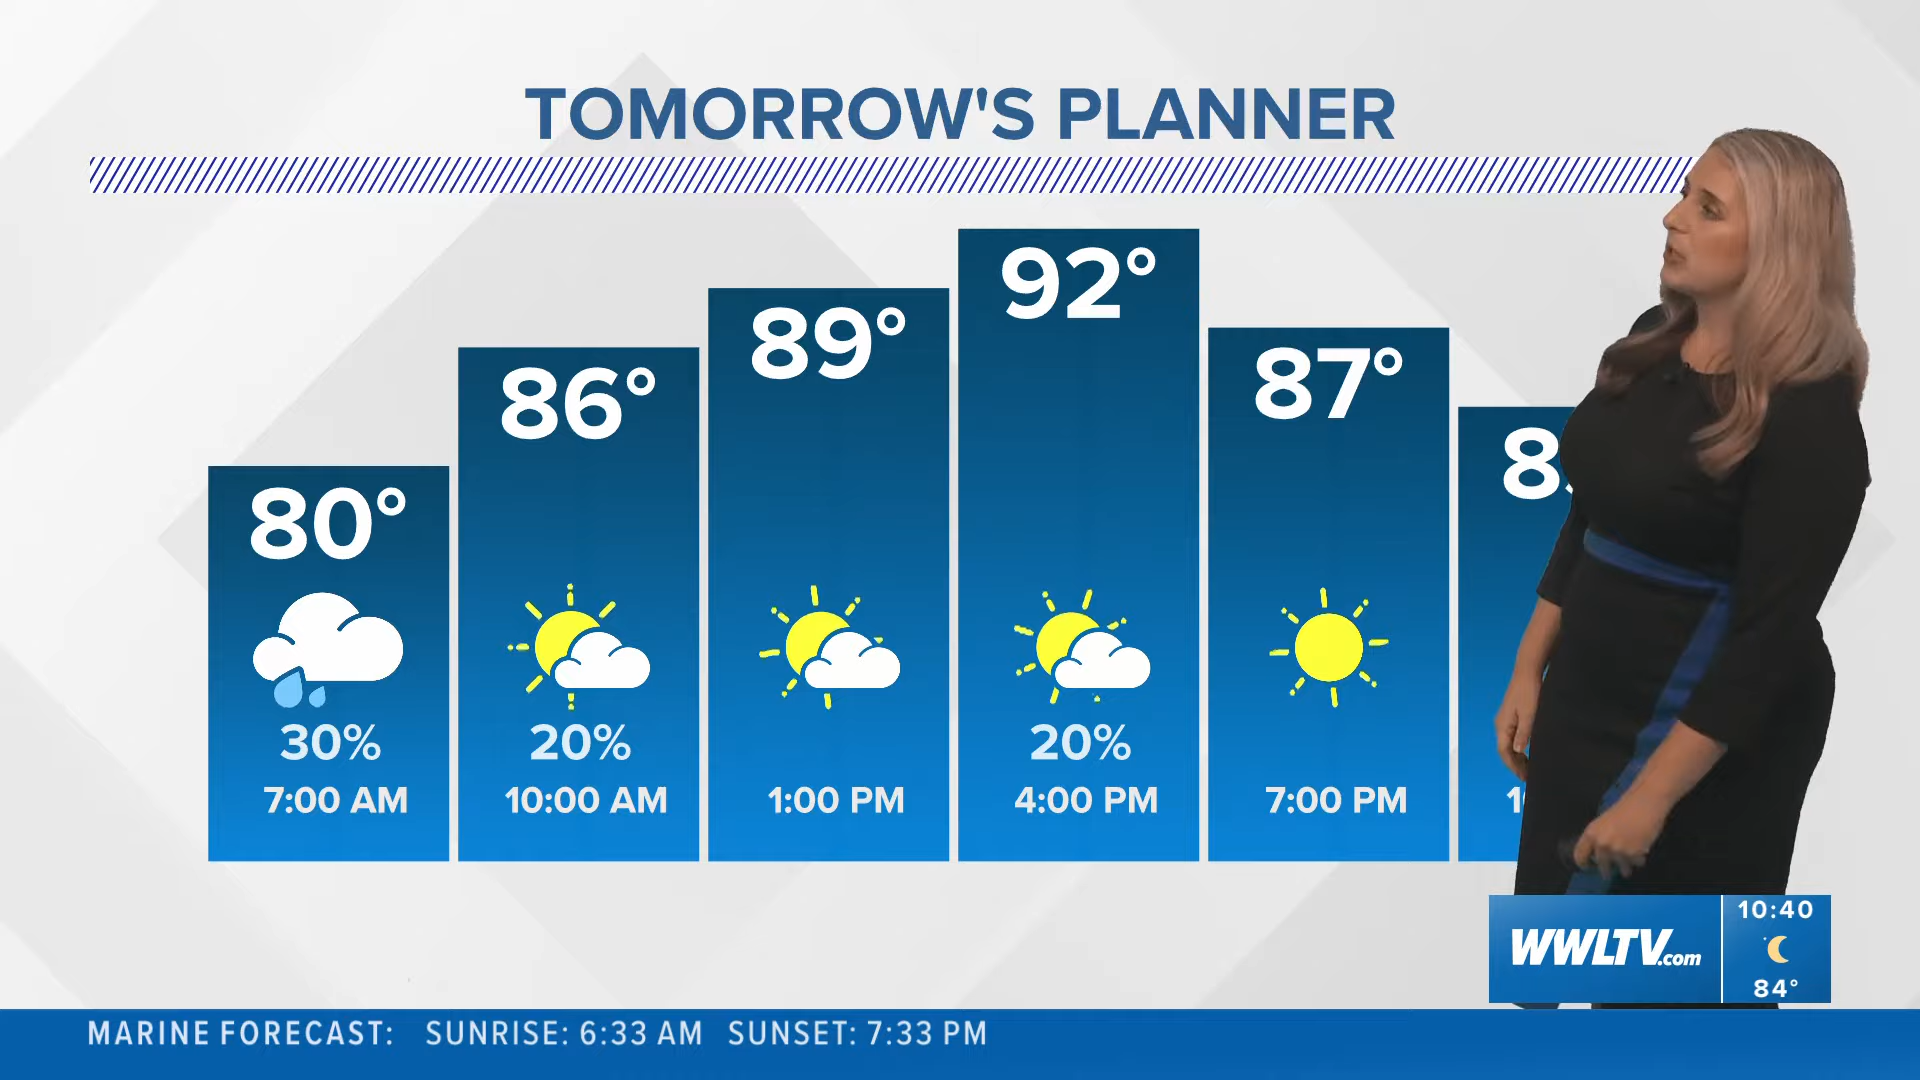 TOMORROW'S PLANNER
80°
30%
7:00 AM
86°
20%
10:00 AM
89°
1:00 PM
92°
20%
4:00 PM
87°
7:00 PM
WWLTV.com
10:40
84°
MARINE FORECAST: SUNRISE: 6:33 AM SUNSET: 7:33 PM